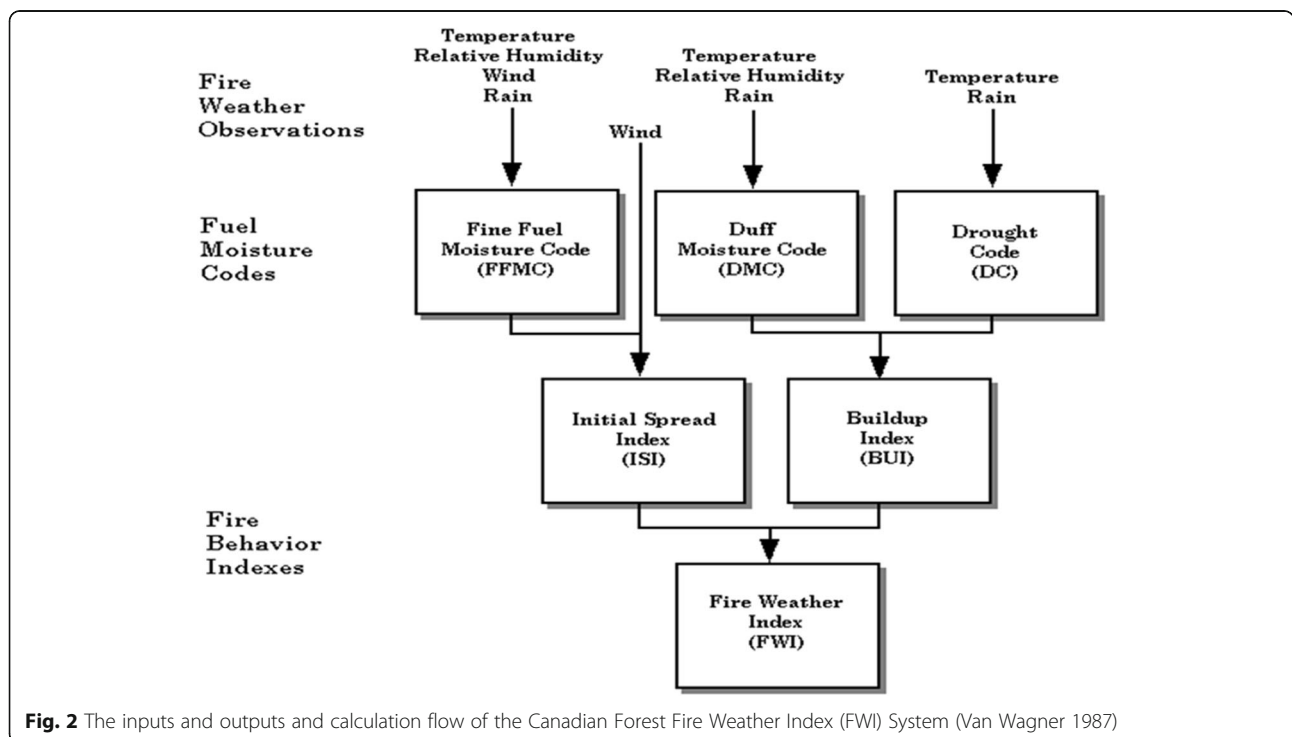 Temperature
Relative Humidity
Wind
Rain
Temperature
Relative Humidity
Rain
Temperature
Rain
Fire
Weather
Observations
Wind
Fuel
Moisture
Codes
Fine Fuel
Moisture Code
(FFMC)
Duff
Moisture Code
(DMC)
Drought
Code
(DC)
Initial Spread
Index
(ISI)
Buildup
Index
(BUI)
Fire
Behavior
Indexes
Fire Weather
Index
(FWI)
Fig. 2 The inputs and outputs and calculation flow of the Canadian Forest Fire Weather Index (FWI) System (Van Wagner 1987)